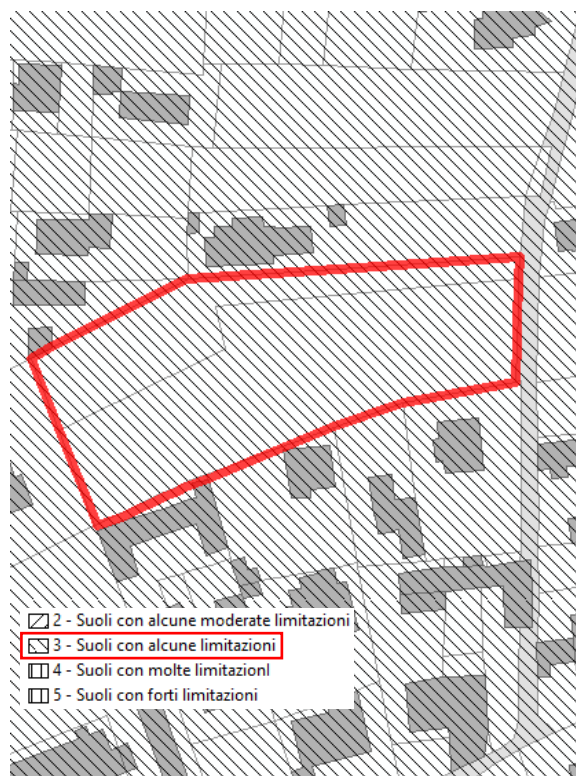 2 - Suoli con alcune moderate limitazioni
3 - Suoli con alcune limitazioni
4 - Suoli con molte limitazionI
5 - Suoli con forti limitazioni